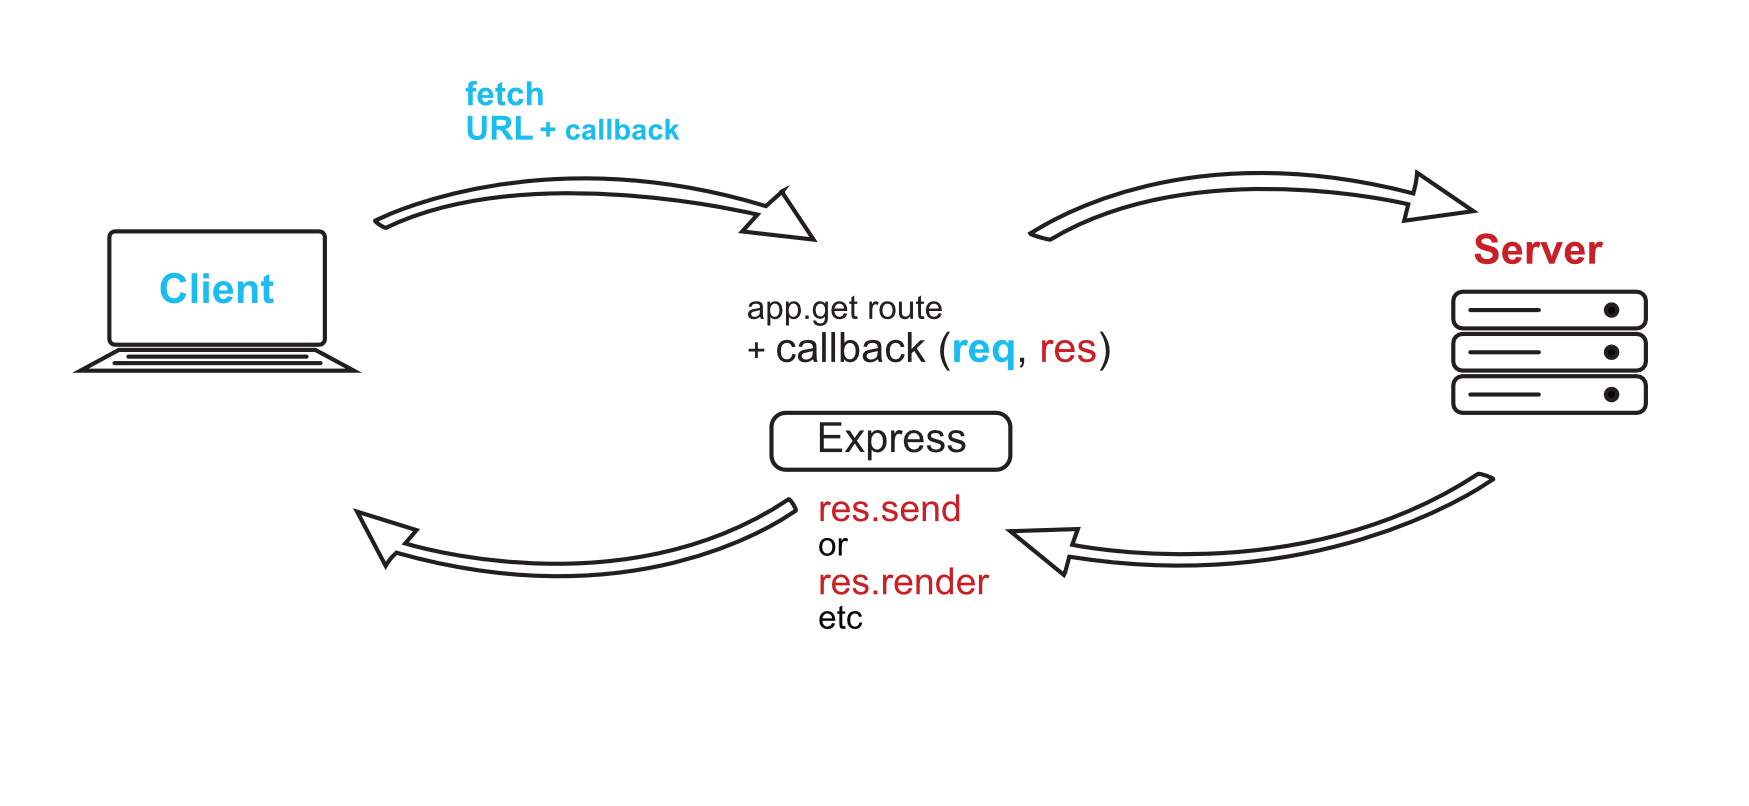 fetch
URL + callback
Client
Server
app.get route
+ callback (req, res)
Express
res.send
or
res.render
etc